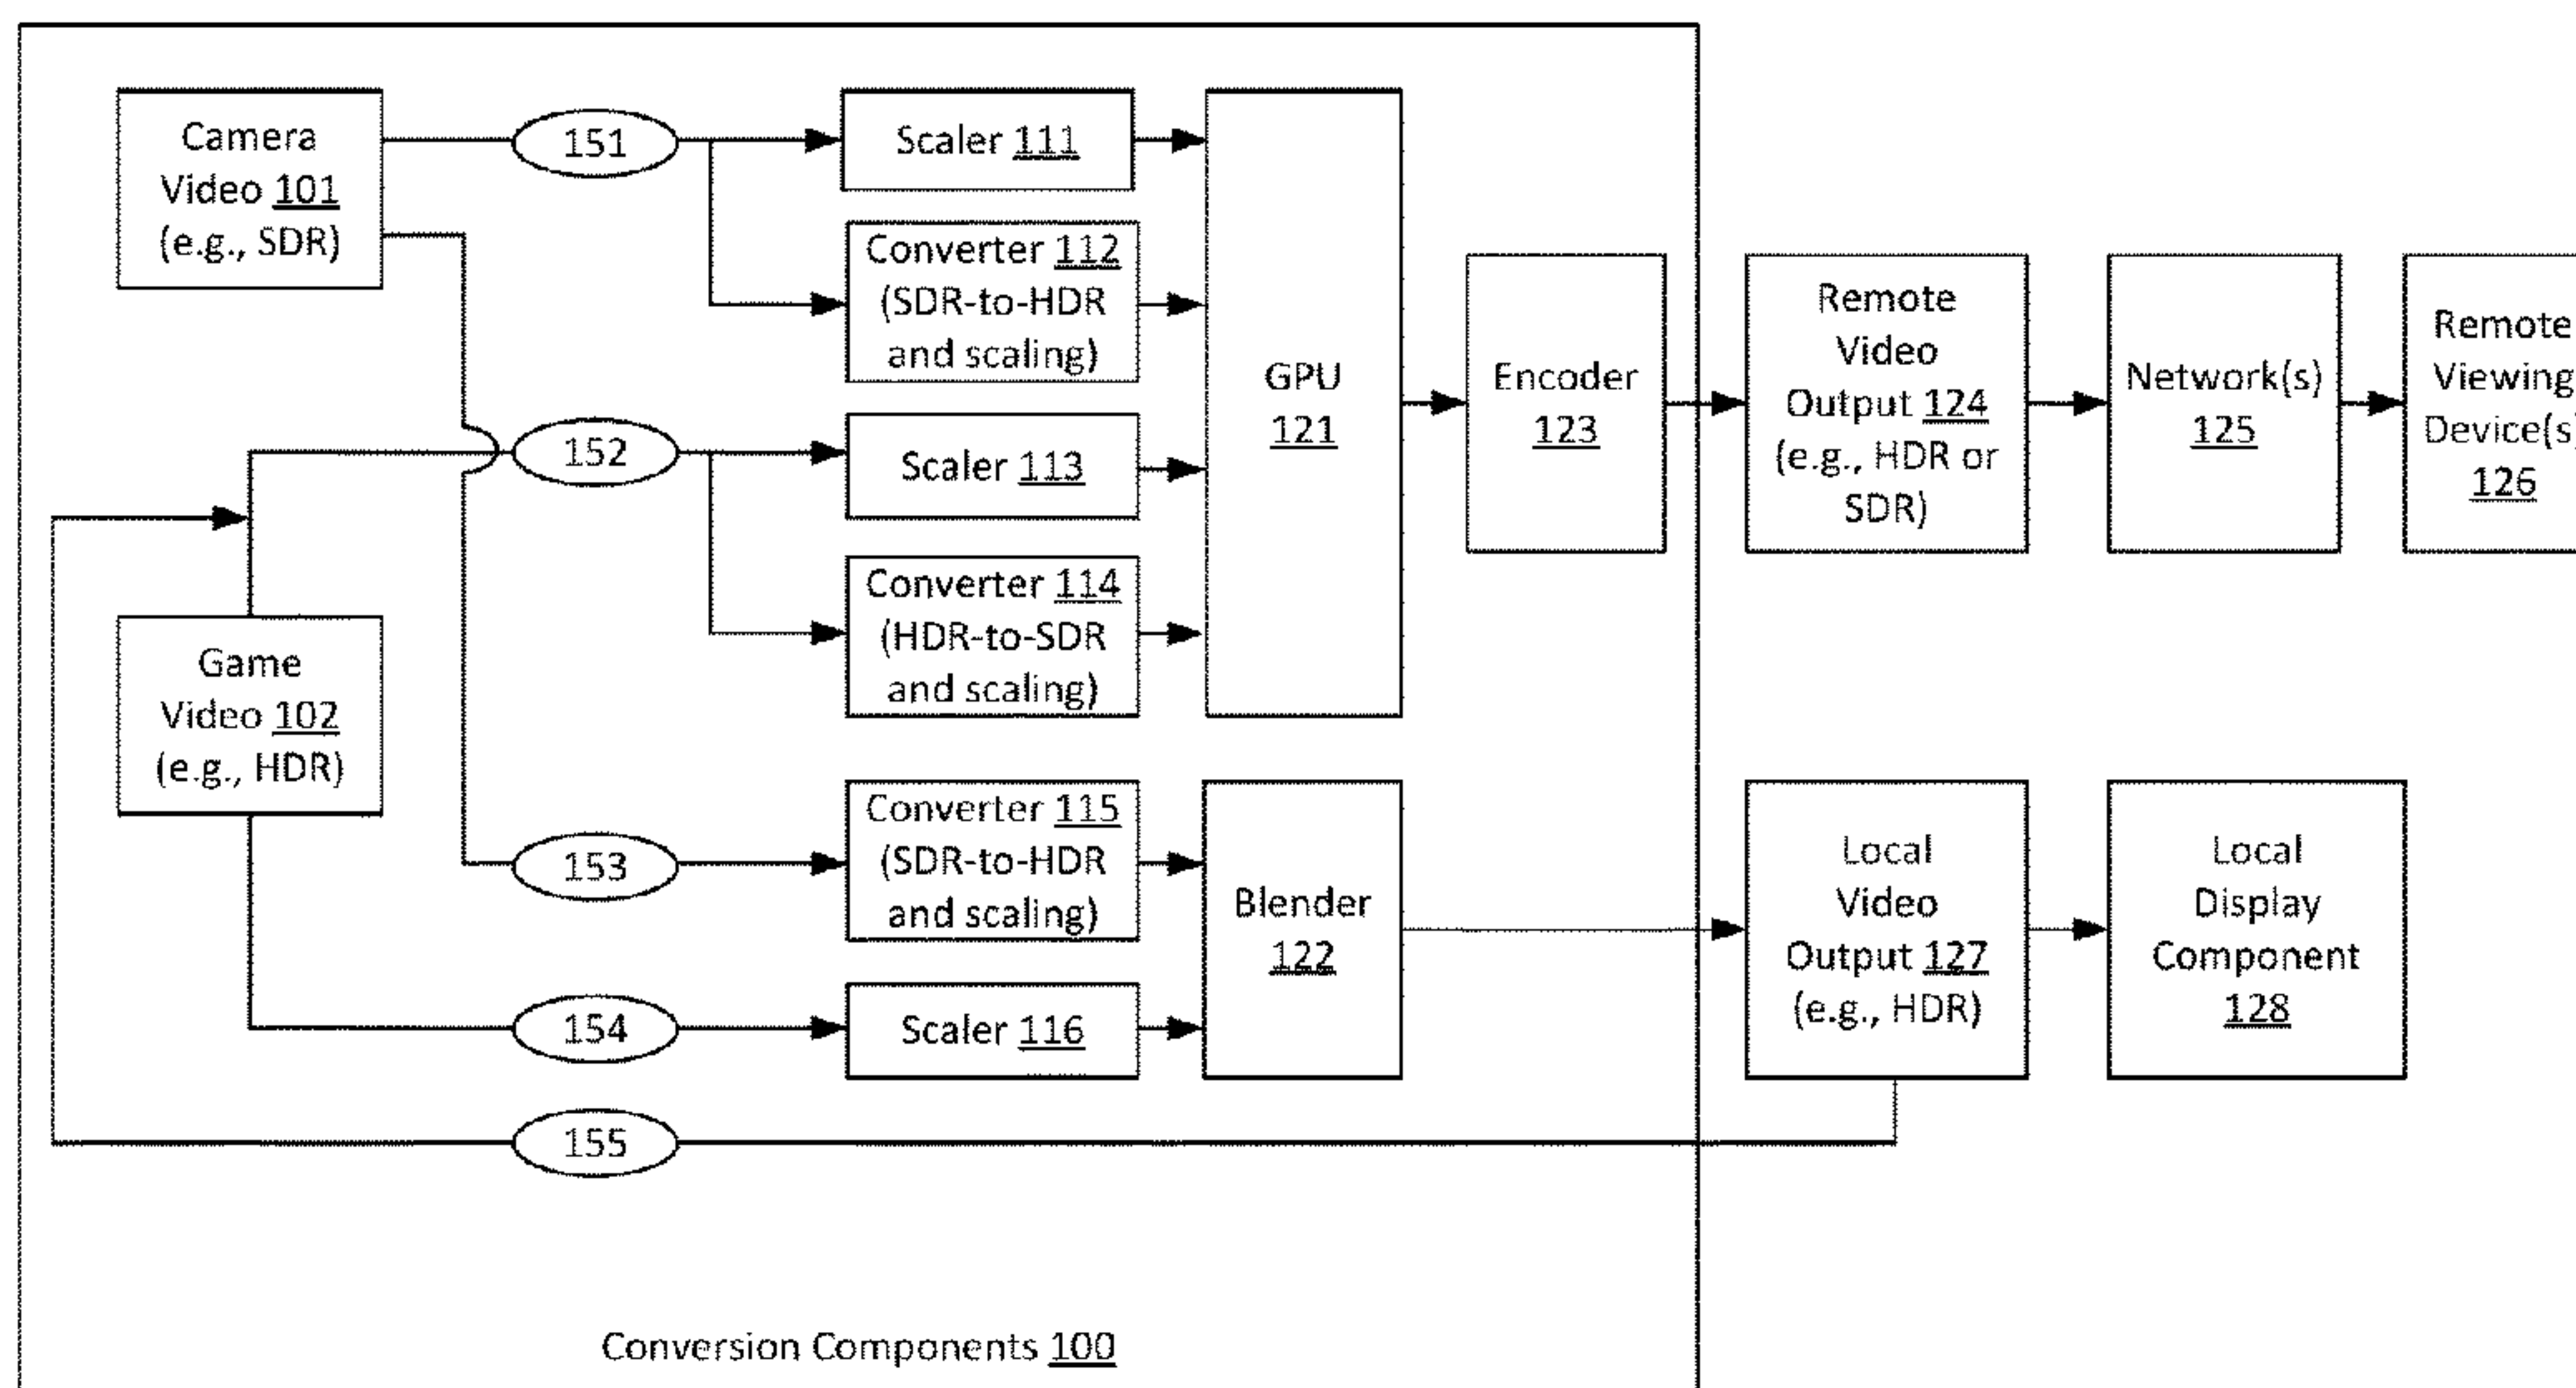 Camera
Video 101
(e.g., SDR)
151
Scaler 111
Converter 112
(SDR-to-HDR
and scaling)
152
Scaler 113
Converter 114
(HDR-to-SDR
and scaling)
GPU
121
Encoder
123
Remote
Video
Output 124
(e.g., HDR or
SDR)
Network(s)
125
Remote
Viewing
Device(s)
126
Game
Video 102
(e.g., HDR)
153
Converter 115
(SDR-to-HDR
and scaling)
154
Scaler 116
Blender
122
Local
Video
Output 127
(e.g., HDR)
Local
Display
Component
128
155
Conversion Components 100